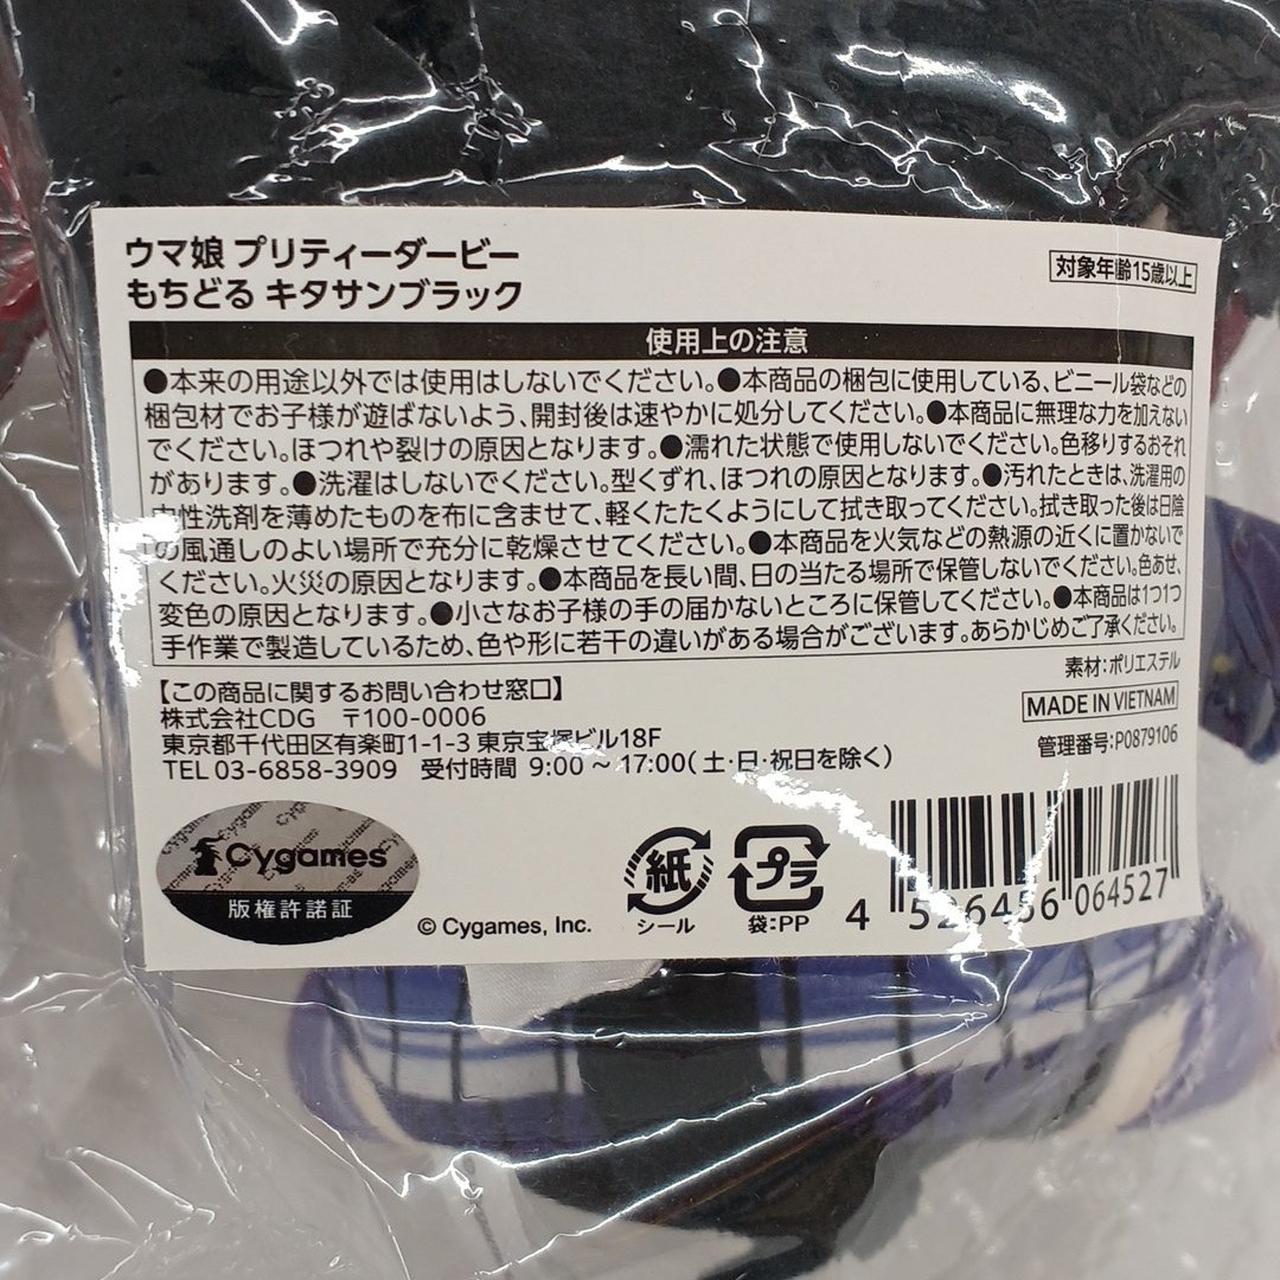 ウマ娘 プリティーダービー
もちどる キタサンブラック
対象年齢15歳以上
使用上の注意
●本来の用途以外では使用はしないでください。●本商品の梱包に使用している、ビニール袋などの
梱包材でお子様が遊ばないよう、開封後は速やかに処分してください。●本商品に無理な力を加えない
でください。ほつれや裂けの原因となります。●濡れた状態で使用しないでください。色移りするおそれ
があります。●洗濯はしないでください。型くずれ、ほつれの原因となります。●汚れたときは、洗濯用の
中性洗剤を薄めたものを布に含ませて、軽くたたくようにして拭き取ってください。拭き取った後は日陰
の風通しのよい場所で充分に乾燥させてください。●本商品を火気などの熱源の近くに置かないで
ください。火災の原因となります。●本商品を長い間、日の当たる場所で保管しないでください。色あせ、
変色の原因となります。●小さなお子様の手の届かないところに保管してください。●本商品は1つ1つ
手作業で製造しているため、色や形に若干の違いがある場合がございます。あらかじめご了承ください。
素材:ポリエステル
【この商品に関するお問い合わせ窓口】
MADE IN VIETNAM
株式会社CDG 〒100-0006
東京都千代田区有楽町1-1-3 東京宝塚ビル18F
管理番号:P0879106
TEL 03-6858-3909 受付時間 9:00 ～ 17:00(土・日・祝日を除く)
Cygames
版権許諾証
© Cygames, Inc.
紙
シール
プラ
袋:PP
4 526456 064527